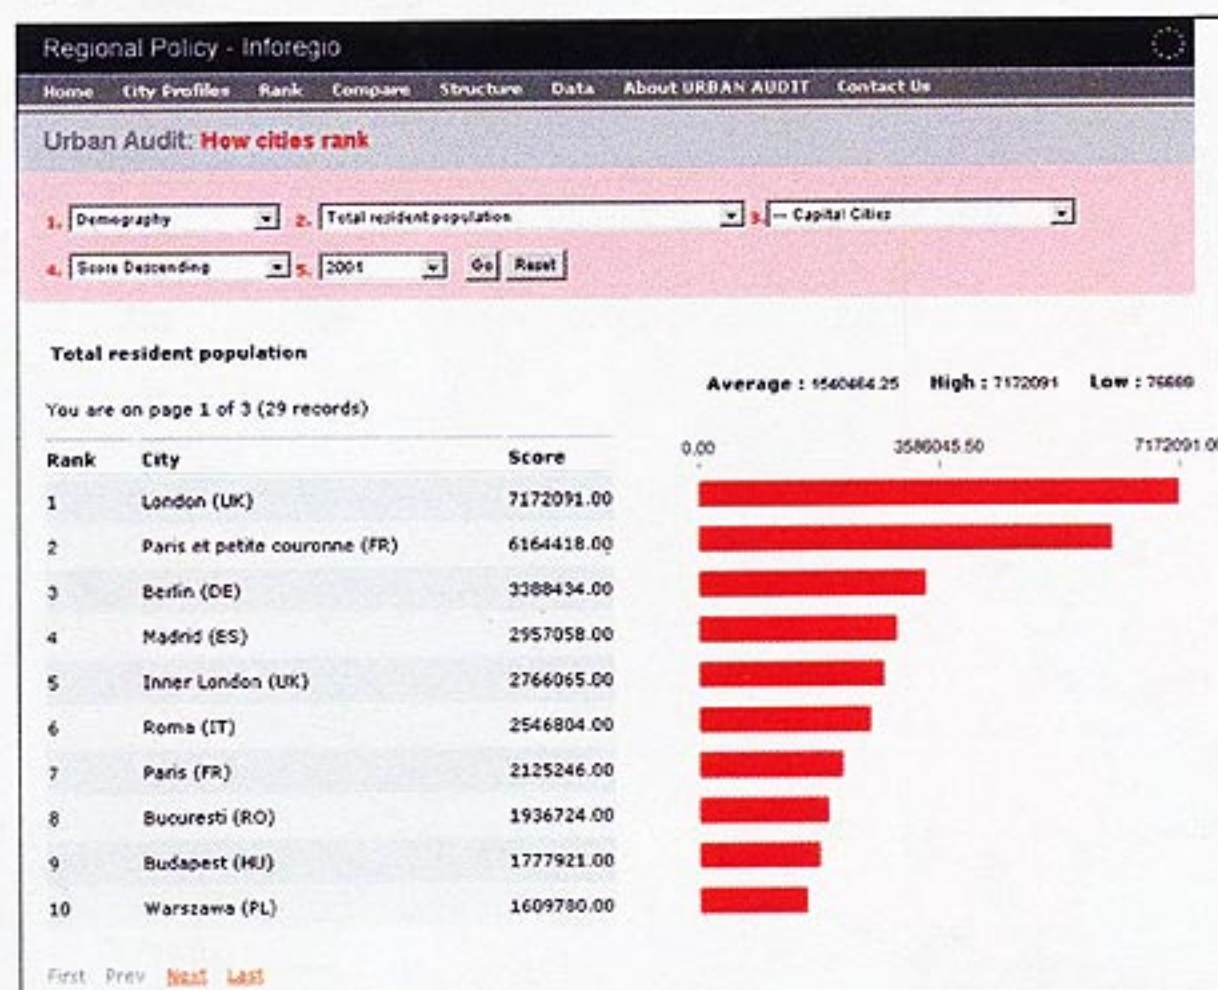 Regional Policy - Inforegio
Home City Profiles Rank Compare Structure Data About URBAN AUDIT Contact Us
Urban Audit: How cities rank
1. Demography 2. Total resident population 3. --- Capital Cities
4. Score Descending 5. 2001 Go Reset
Total resident population
Average : 1540464.25 High : 7172091 Low :
You are on page 1 of 3 (29 records)
0.00 3586045.50 7172091.00
Rank City Score
1 London (UK) 7172091.00
2 Paris et petite couronne (FR) 6164418.00
3 Berlin (DE) 3388434.00
4 Madrid (ES) 2957058.00
5 Inner London (UK) 2766065.00
6 Roma (IT) 2546804.00
7 Paris (FR) 2125246.00
8 Bucuresti (RO) 1936724.00
9 Budapest (HU) 1777921.00
10 Warszawa (PL) 1609780.00
First Prev Next Last